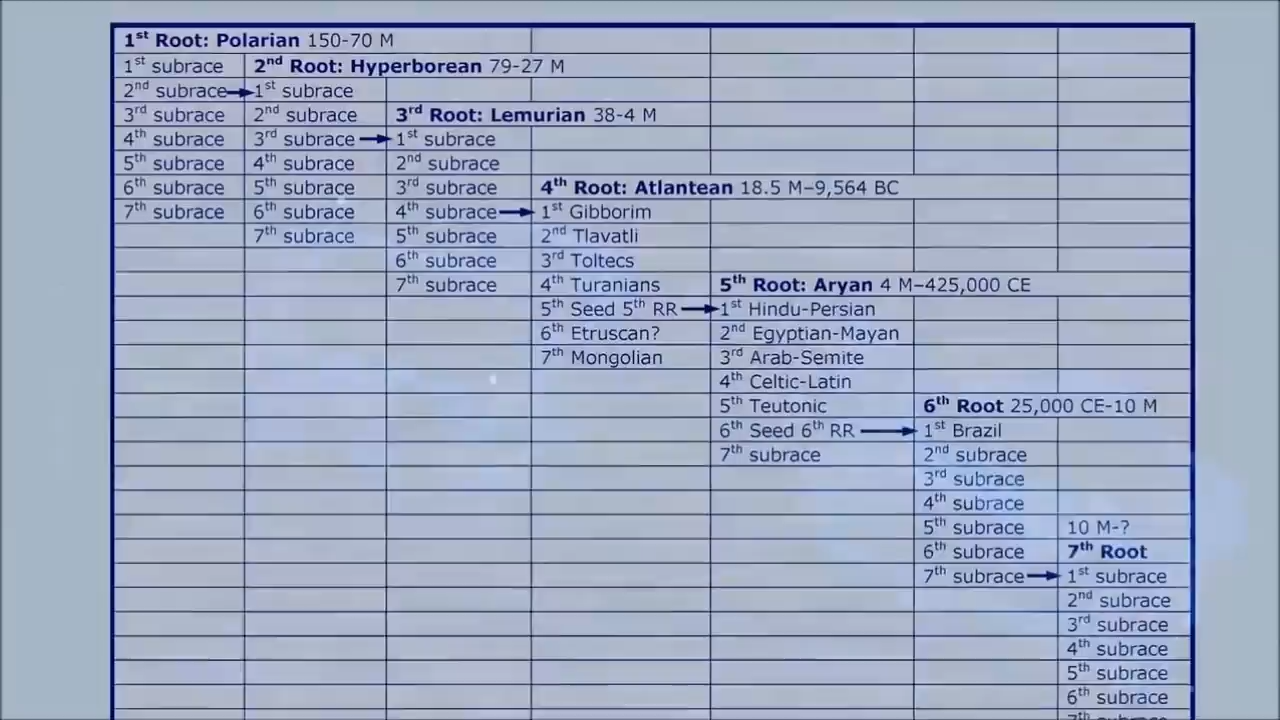 1st Root: Polarian 150-70 M
1st subrace 2nd Root: Hyperborean 79-27 M
2nd subrace 1st subrace
3rd subrace 2nd subrace 3rd Root: Lemurian 38-4 M
4th subrace 3rd subrace 1st subrace
5th subrace 4th subrace 2nd subrace
6th subrace 5th subrace 3rd subrace 4th Root: Atlantean 18.5 M–9,564 BC
7th subrace 6th subrace 4th subrace 1st Gibborim
7th subrace 5th subrace 2nd Tlavatli
6th subrace 3rd Toltecs
7th subrace 4th Turanians 5th Root: Aryan 4 M–425,000 CE
5th Seed 5th RR 1st Hindu-Persian
6th Etruscan? 2nd Egyptian-Mayan
7th Mongolian 3rd Arab-Semite
4th Celtic-Latin
5th Teutonic 6th Root 25,000 CE-10 M
6th Seed 6th RR 1st Brazil
7th subrace 2nd subrace
3rd subrace
4th subrace
5th subrace 10 M-?
6th subrace 7th Root
7th subrace 1st subrace
2nd subrace
3rd subrace
4th subrace
5th subrace
6th subrace